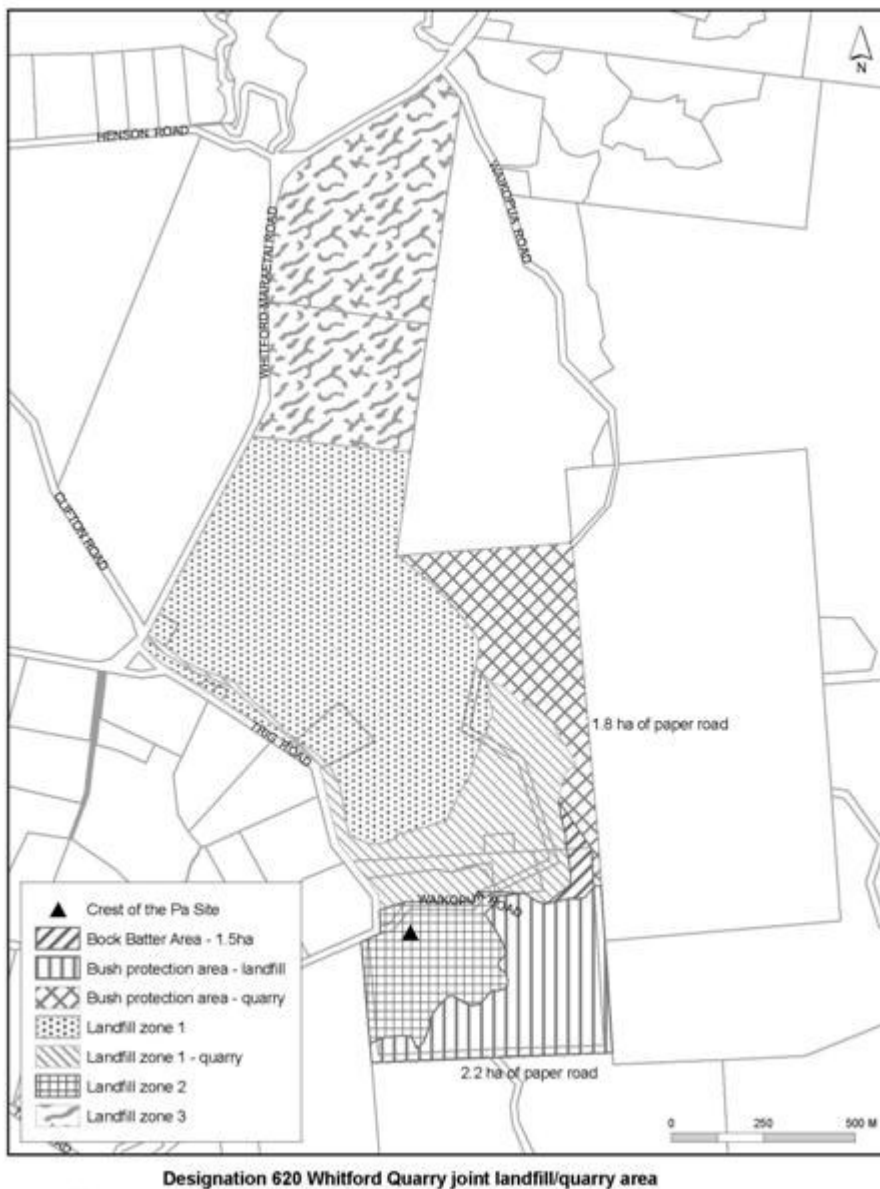 N
HENSON ROAD
WHITFORD-MARAETAI ROAD
WAIKOPUA ROAD
CLIFTON ROAD
TRIG ROAD
1.8 ha of paper road
WAIKOPUA ROAD
2.2 ha of paper road
Crest of the Pa Site
Bock Batter Area - 1.5ha
Bush protection area - landfill
Bush protection area - quarry
Landfill zone 1
Landfill zone 1 - quarry
Landfill zone 2
Landfill zone 3
0 250 500 M
Designation 620 Whitford Quarry joint landfill/quarry area